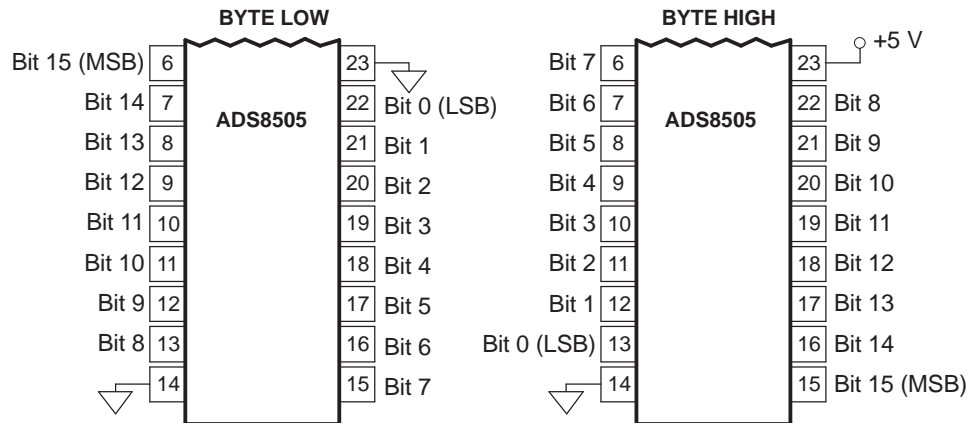 BYTE LOW
Bit 15 (MSB) 6
Bit 14 7
Bit 13 8
Bit 12 9
Bit 11 10
Bit 10 11
Bit 9 12
Bit 8 13
14
ADS8505
23
22 Bit 0 (LSB)
21 Bit 1
20 Bit 2
19 Bit 3
18 Bit 4
17 Bit 5
16 Bit 6
15 Bit 7
BYTE HIGH
Bit 7 6
Bit 6 7
Bit 5 8
Bit 4 9
Bit 3 10
Bit 2 11
Bit 1 12
Bit 0 (LSB) 13
14
ADS8505
23 +5 V
22 Bit 8
21 Bit 9
20 Bit 10
19 Bit 11
18 Bit 12
17 Bit 13
16 Bit 14
15 Bit 15 (MSB)